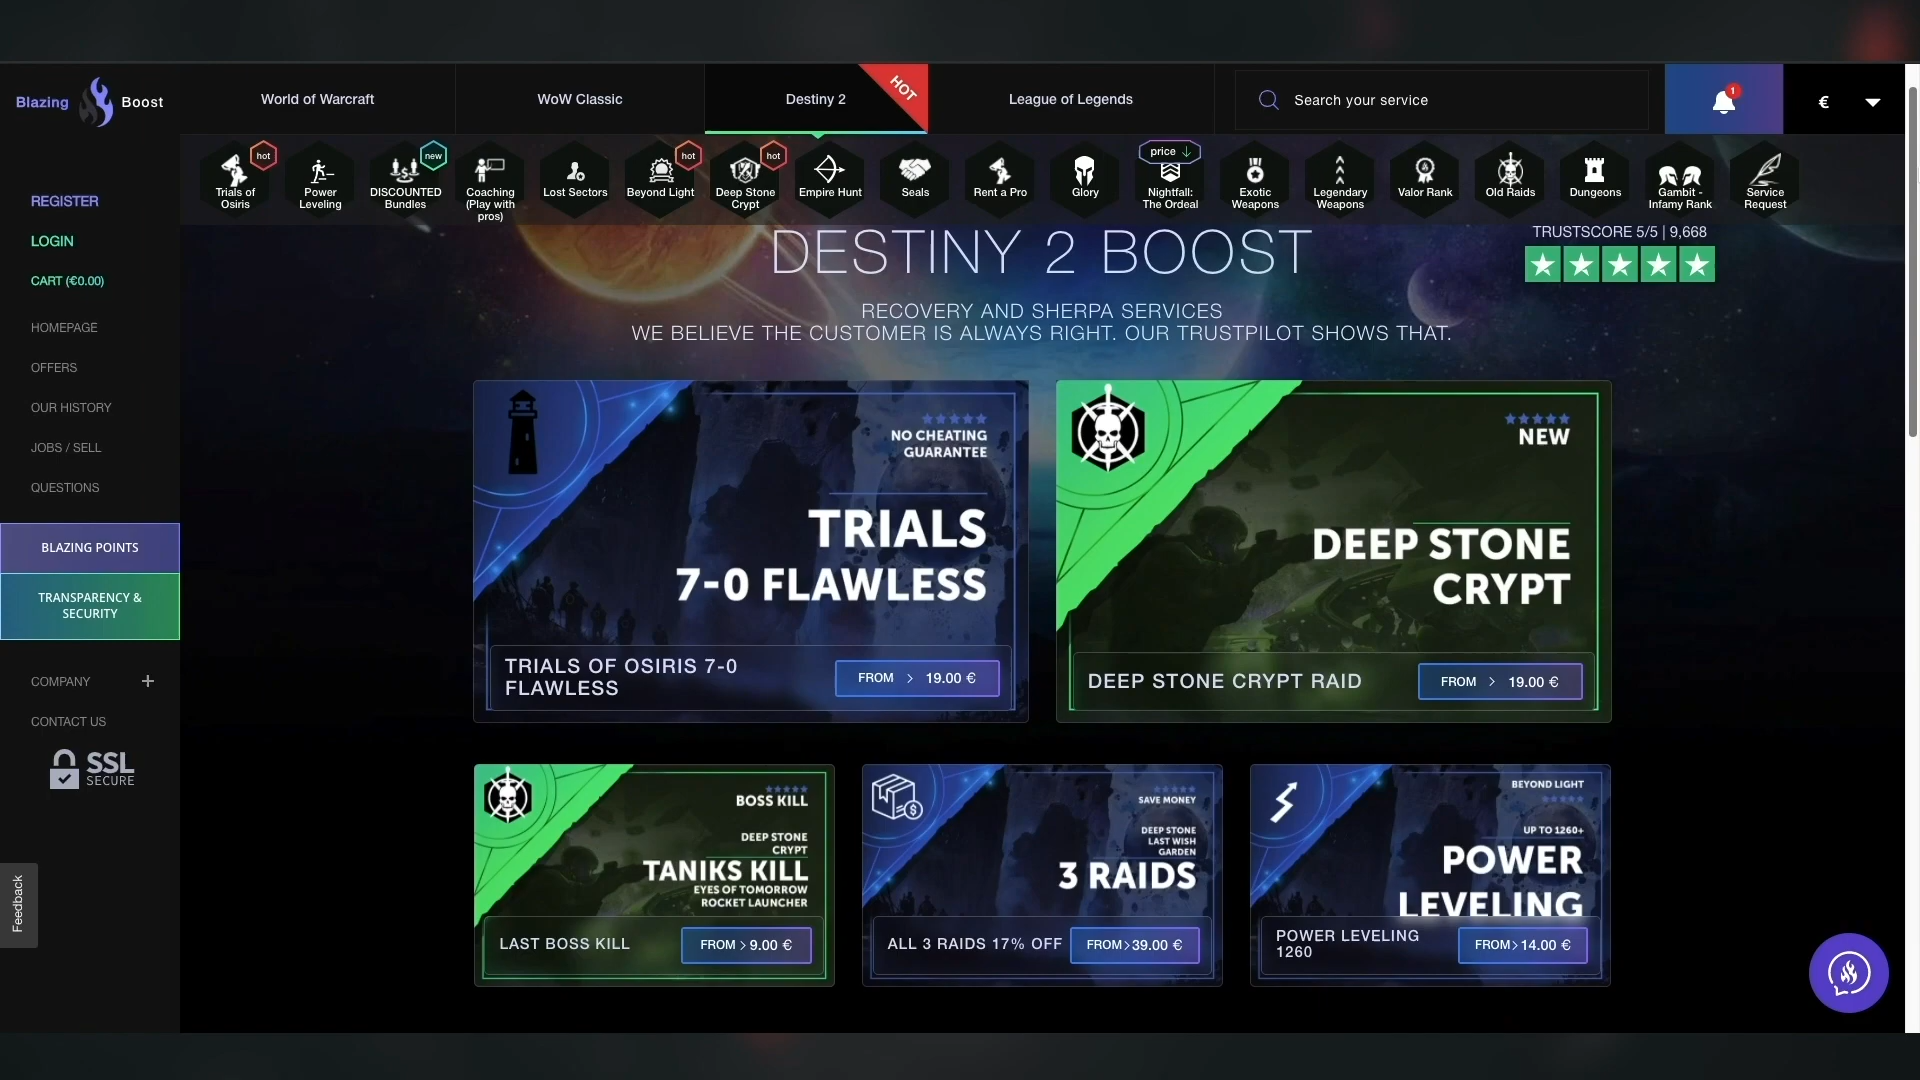 Blazing Boost
World of Warcraft
WoW Classic
Destiny 2
HOT
League of Legends
Search your service
1
€
hot
new
hot
hot
price ↓
Trials of
Osiris
Power
Leveling
DISCOUNTED
Bundles
Coaching
(Play with
pros)
Lost Sectors
Beyond Light
Deep Stone
Crypt
Empire Hunt
Seals
Rent a Pro
Glory
Nightfall:
The Ordeal
Exotic
Weapons
Legendary
Weapons
Valor Rank
Old Raids
Dungeons
Gambit -
Infamy Rank
Service
Request
REGISTER
LOGIN
CART (€0.00)
HOMEPAGE
OFFERS
OUR HISTORY
JOBS / SELL
QUESTIONS
BLAZING POINTS
TRANSPARENCY &
SECURITY
COMPANY +
CONTACT US
SSL
SECURE
Feedback
DESTINY 2 BOOST
TRUSTSCORE 5/5 | 9,668
RECOVERY AND SHERPA SERVICES
WE BELIEVE THE CUSTOMER IS ALWAYS RIGHT. OUR TRUSTPILOT SHOWS THAT.
NO CHEATING
GUARANTEE
TRIALS
7-0 FLAWLESS
TRIALS OF OSIRIS 7-0
FLAWLESS
FROM > 19.00 €
NEW
DEEP STONE
CRYPT
DEEP STONE CRYPT RAID
FROM > 19.00 €
BOSS KILL
DEEP STONE
CRYPT
TANIKS KILL
EYES OF TOMORROW
ROCKET LAUNCHER
LAST BOSS KILL
FROM > 9.00 €
SAVE MONEY
DEEP STONE
LAST WISH
GARDEN
3 RAIDS
ALL 3 RAIDS 17% OFF
FROM > 39.00 €
BEYOND LIGHT
UP TO 1260+
POWER
LEVELING
POWER LEVELING
1260
FROM > 14.00 €